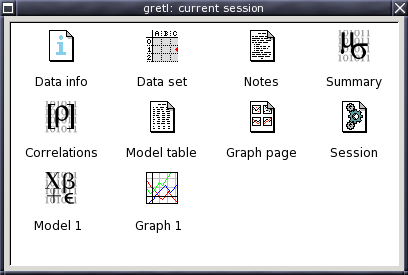 gretl: current session
Data info Data set Notes Summary
Correlations Model table Graph page Session
Model 1 Graph 1